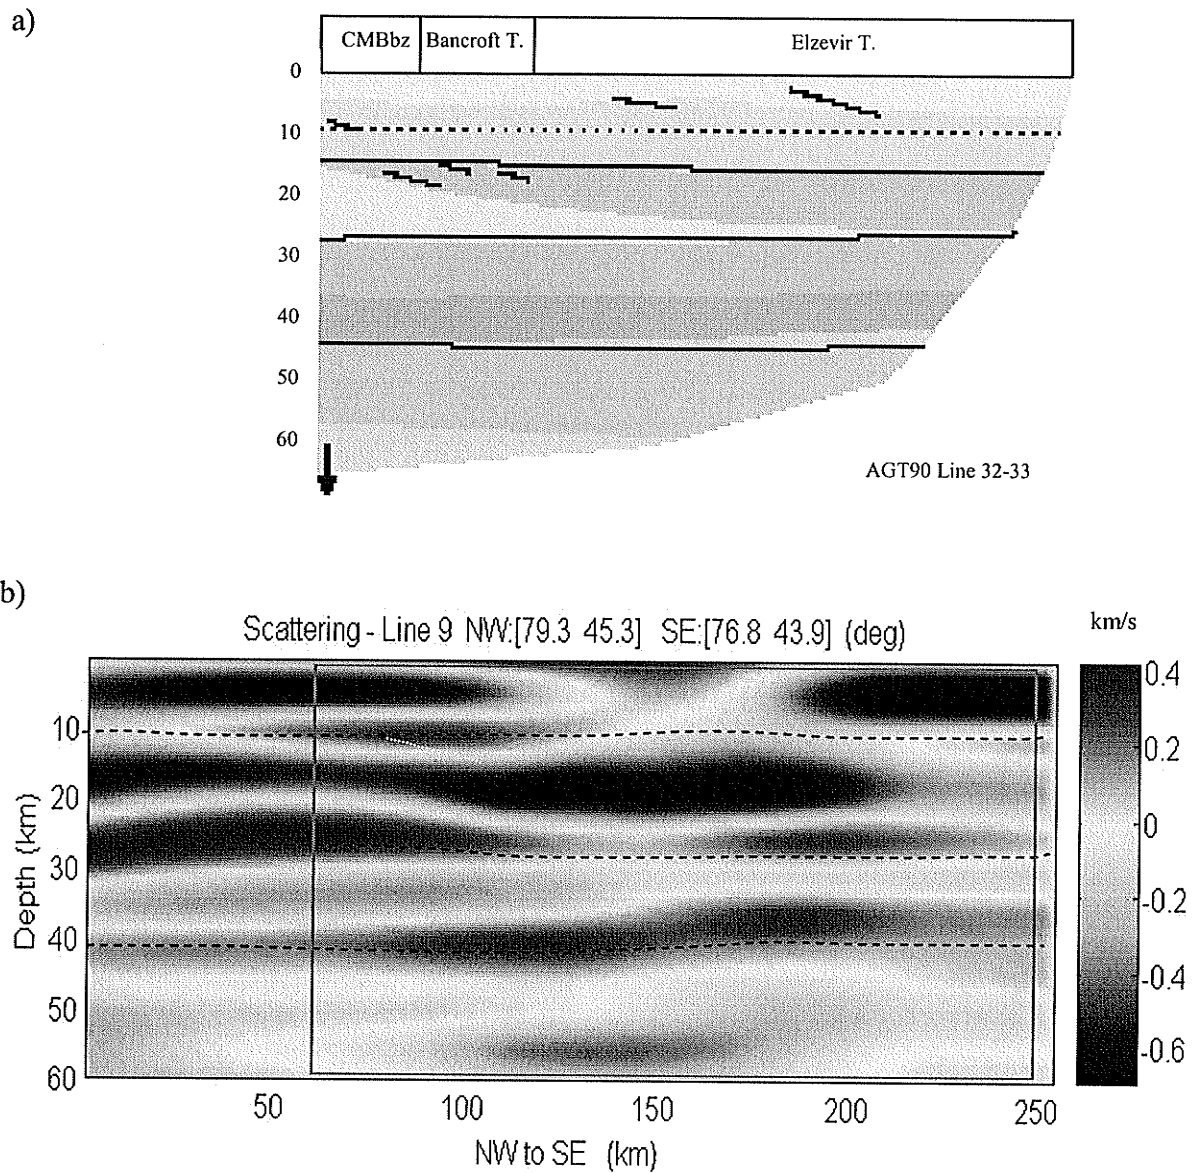 a)
CMBbz Bancroft T. Elzevir T.
0
10
20
30
40
50
60
AGT90 Line 32-33
b)
Scattering - Line 9 NW:[79.3 45.3] SE:[76.8 43.9] (deg)
km/s
0.4
0.2
0
-0.2
-0.4
-0.6
Depth (km)
10
20
30
40
50
60
50 100 150 200 250
NW to SE (km)